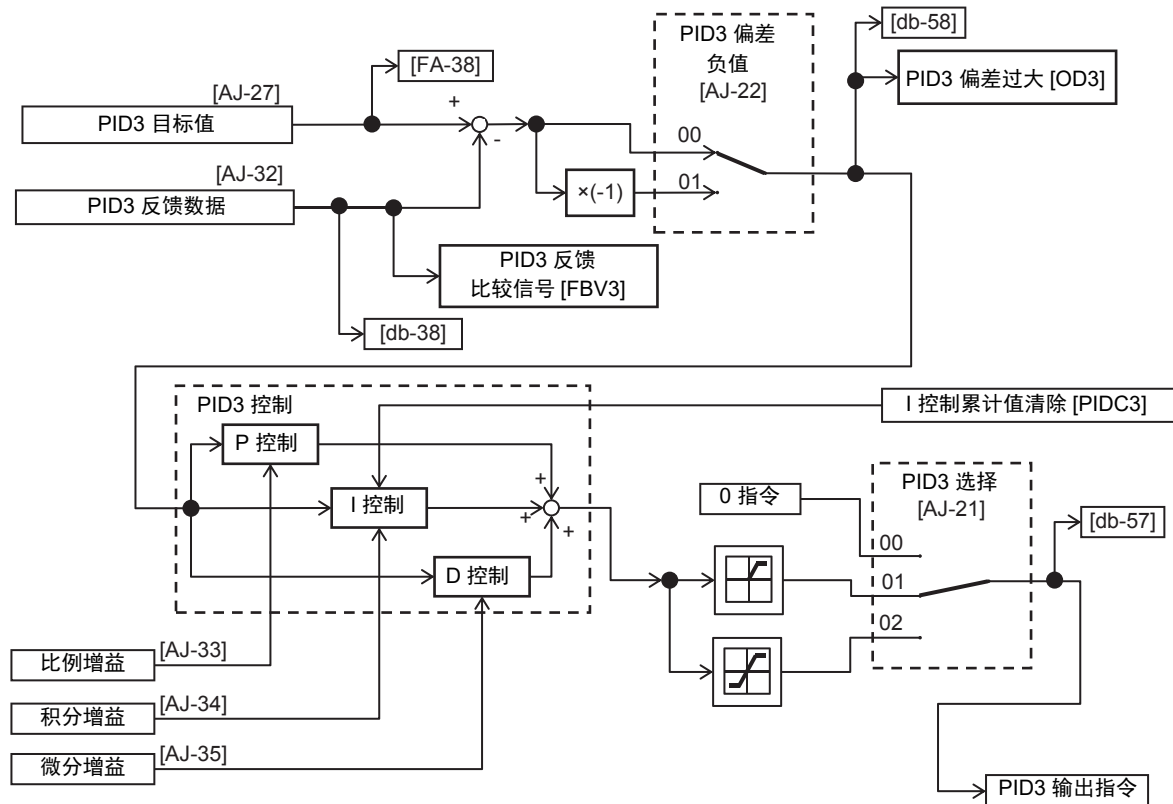 [db-58]
PID3 偏差
负值
[AJ-22]
[FA-38]
PID3 偏差过大 [OD3]
[AJ-27]
PID3 目标值
+
-
00
[AJ-32]
PID3 反馈数据
×(-1)
01
PID3 反馈
比较信号 [FBV3]
[db-38]
PID3 控制
I 控制累计值清除 [PIDC3]
P 控制
+
I 控制
+
+
D 控制
0 指令
PID3 选择
[AJ-21]
[db-57]
00
01
02
比例增益
[AJ-33]
积分增益
[AJ-34]
微分增益
[AJ-35]
PID3 输出指令